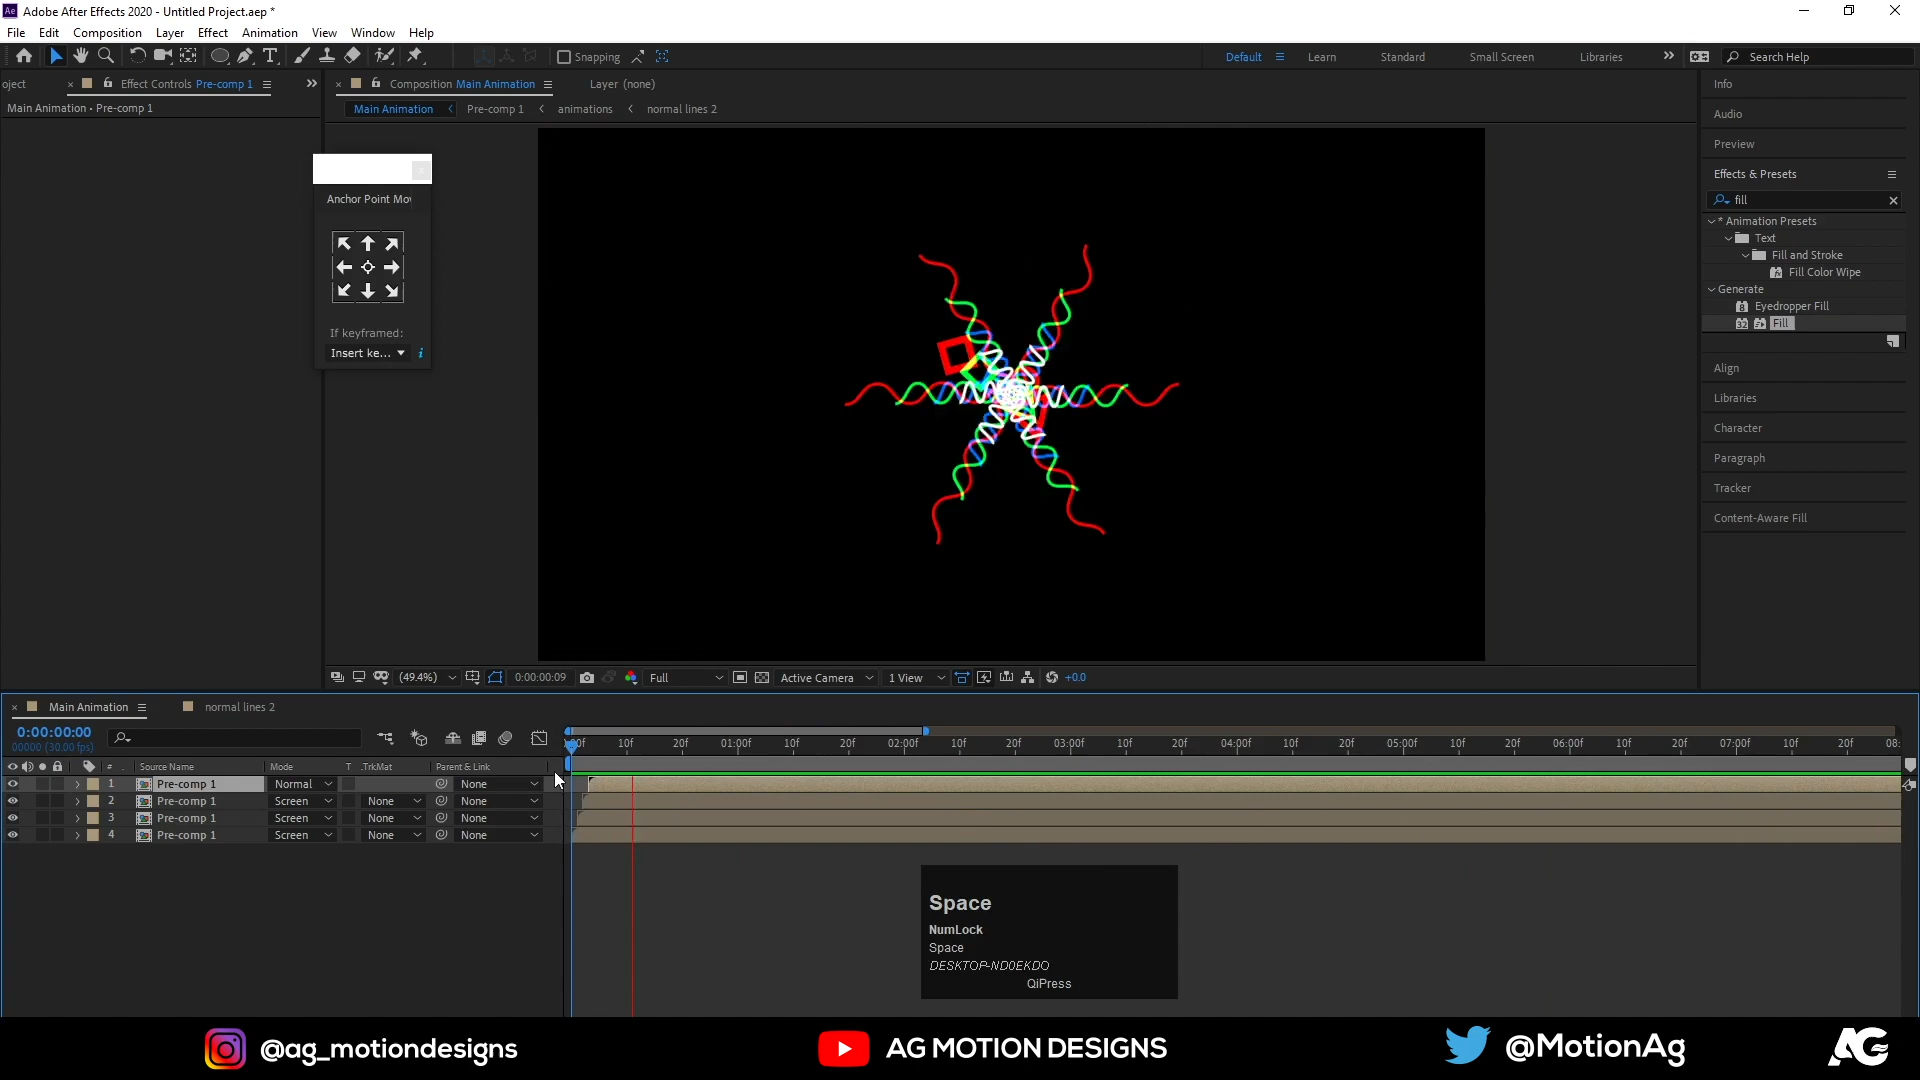 Ae Adobe After Effects 2020 - Untitled Project.aep *
File Edit Composition Layer Effect Animation View Window Help
Snapping
Default Learn Standard Small Screen Libraries Search Help
oject × Effect Controls Pre-comp 1
Main Animation • Pre-comp 1
× Composition Main Animation Layer (none)
Main Animation Pre-comp 1 animations normal lines 2
Anchor Point Mov
If keyframed:
Insert ke...
Info
Audio
Preview
Effects & Presets
fill
* Animation Presets
Text
Fill and Stroke
Fill Color Wipe
Generate
Eyedropper Fill
32 Fill
Align
Libraries
Character
Paragraph
Tracker
Content-Aware Fill
(49.4%) 0:00:00:09 Full Active Camera 1 View +0.0
× Main Animation normal lines 2
0:00:00:00
00000 (30.00 fps)
10f 20f 01:00f 10f 20f 02:00f 10f 20f 03:00f 10f 20f 04:00f 10f 20f 05:00f 10f 20f 06:00f 10f 20f 07:00f 10f 20f 08:
# Source Name Mode T .TrkMat Parent & Link
1 Pre-comp 1 Normal None
2 Pre-comp 1 Screen None None
3 Pre-comp 1 Screen None None
4 Pre-comp 1 Screen None None
Space
NumLock
Space
DESKTOP-ND0EKDO
QiPress
@ag_motiondesigns AG MOTION DESIGNS @MotionAg AG